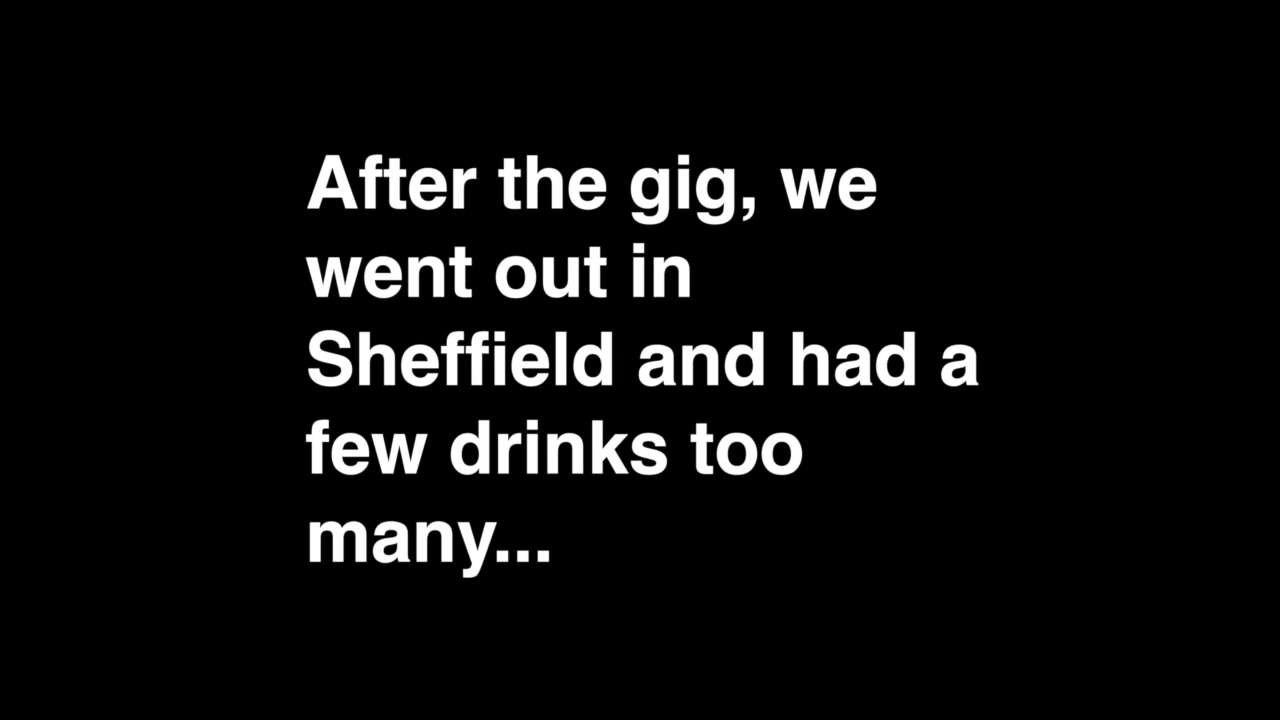 After the gig, we
went out in
Sheffield and had a
few drinks too
many...